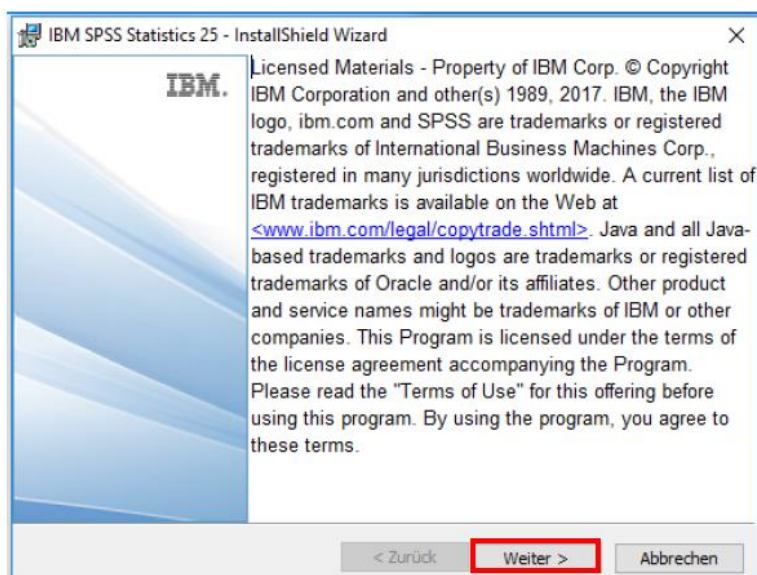 IBM SPSS Statistics 25 - InstallShield Wizard
IBM.
Licensed Materials - Property of IBM Corp. © Copyright
IBM Corporation and other(s) 1989, 2017. IBM, the IBM
logo, ibm.com and SPSS are trademarks or registered
trademarks of International Business Machines Corp.,
registered in many jurisdictions worldwide. A current list of
IBM trademarks is available on the Web at
<www.ibm.com/legal/copytrade.shtml>. Java and all Java-
based trademarks and logos are trademarks or registered
trademarks of Oracle and/or its affiliates. Other product
and service names might be trademarks of IBM or other
companies. This Program is licensed under the terms of
the license agreement accompanying the Program.
Please read the "Terms of Use" for this offering before
using this program. By using the program, you agree to
these terms.
< Zurück Weiter > Abbrechen